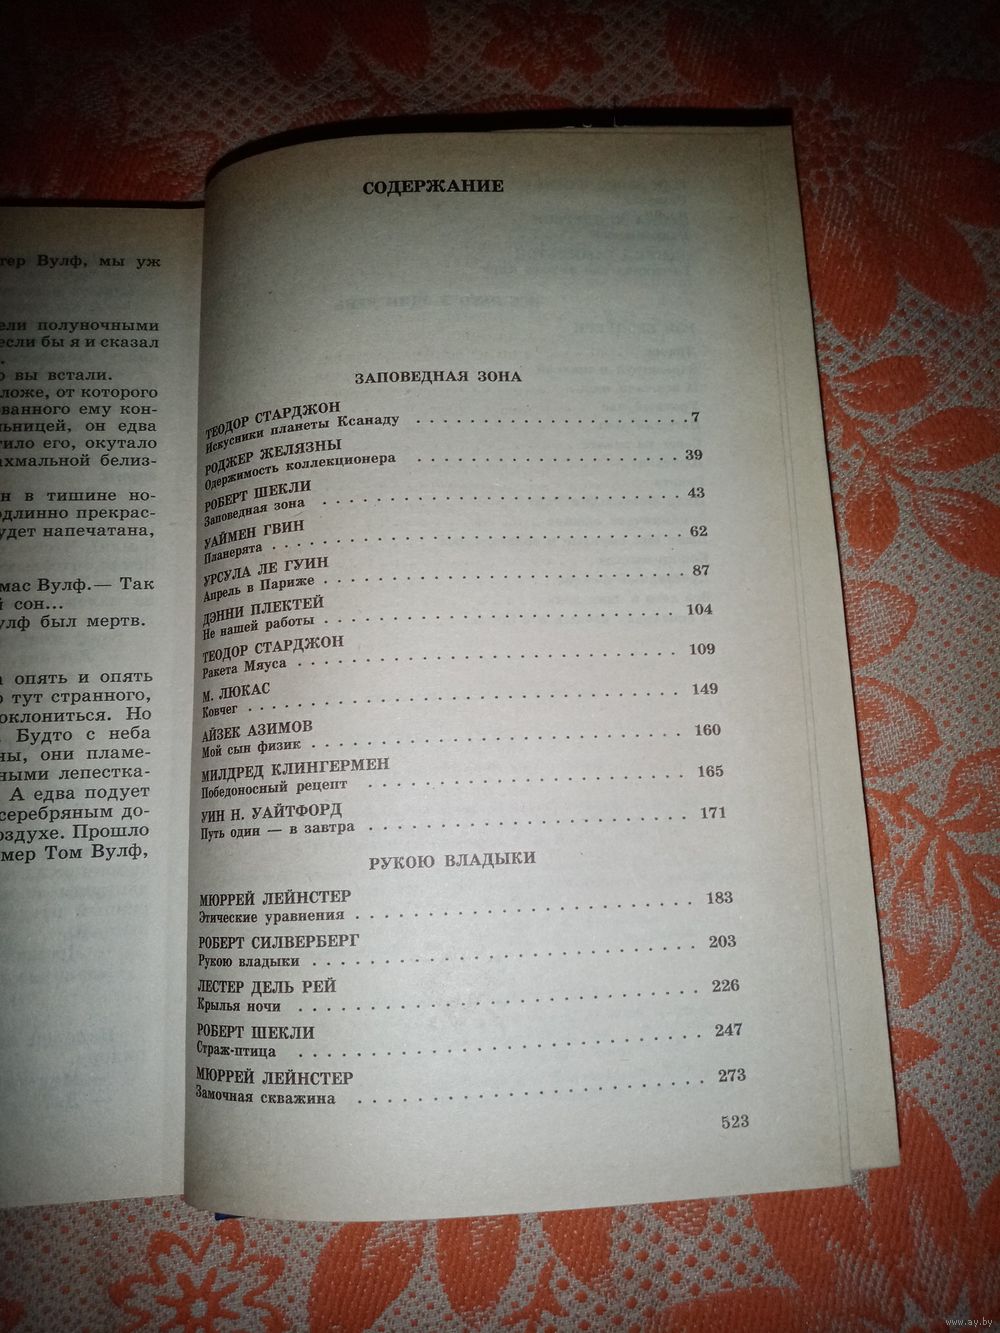 тер Вулф, мы уж
ели полуночными
если бы я и сказал
о вы встали.
ложе, от которого
ованного ему кон-
льницей, он едва
тило его, окутало
ахмальной белиз-
н в тишине но-
одлинно прекрас-
удет напечатана,
мас Вулф.— Так
й сон...
улф был мертв.
а опять и опять
о тут странного,
оклониться. Но
. Будто с неба
ны, они пламе-
ными лепестка-
А едва подует
серебряным до-
оздухе. Прошло
мер Том Вулф,
СОДЕРЖАНИЕ
ЗАПОВЕДНАЯ ЗОНА
ТЕОДОР СТАРДЖОН
Искусники планеты Ксанаду . . . . . . . . . . . . . . . . . 7
РОДЖЕР ЖЕЛЯЗНЫ
Одержимость коллекционера . . . . . . . . . . . . . . . . . 39
РОБЕРТ ШЕКЛИ
Заповедная зона . . . . . . . . . . . . . . . . . . . . . . . . 43
УАЙМЕН ГВИН
Планерята . . . . . . . . . . . . . . . . . . . . . . . . . . . 62
УРСУЛА ЛЕ ГУИН
Апрель в Париже . . . . . . . . . . . . . . . . . . . . . . . . 87
ДЭННИ ПЛЕКТЕЙ
Не нашей работы . . . . . . . . . . . . . . . . . . . . . . . . 104
ТЕОДОР СТАРДЖОН
Ракета Мяуса . . . . . . . . . . . . . . . . . . . . . . . . . . 109
М. ЛЮКАС
Ковчег . . . . . . . . . . . . . . . . . . . . . . . . . . . . . 149
АЙЗЕК АЗИМОВ
Мой сын физик . . . . . . . . . . . . . . . . . . . . . . . . . 160
МИЛДРЕД КЛИНГЕРМЕН
Победоносный рецепт . . . . . . . . . . . . . . . . . . . . . 165
УИН Н. УАЙТФОРД
Путь один — в завтра . . . . . . . . . . . . . . . . . . . . . 171
РУКОЮ ВЛАДЫКИ
МЮРРЕЙ ЛЕЙНСТЕР
Этические уравнения . . . . . . . . . . . . . . . . . . . . . . 183
РОБЕРТ СИЛВЕРБЕРГ
Рукою владыки . . . . . . . . . . . . . . . . . . . . . . . . . 203
ЛЕСТЕР ДЕЛЬ РЕЙ
Крылья ночи . . . . . . . . . . . . . . . . . . . . . . . . . . 226
РОБЕРТ ШЕКЛИ
Страж-птица . . . . . . . . . . . . . . . . . . . . . . . . . . 247
МЮРРЕЙ ЛЕЙНСТЕР
Замочная скважина . . . . . . . . . . . . . . . . . . . . . . . 273
523
www.ay.by